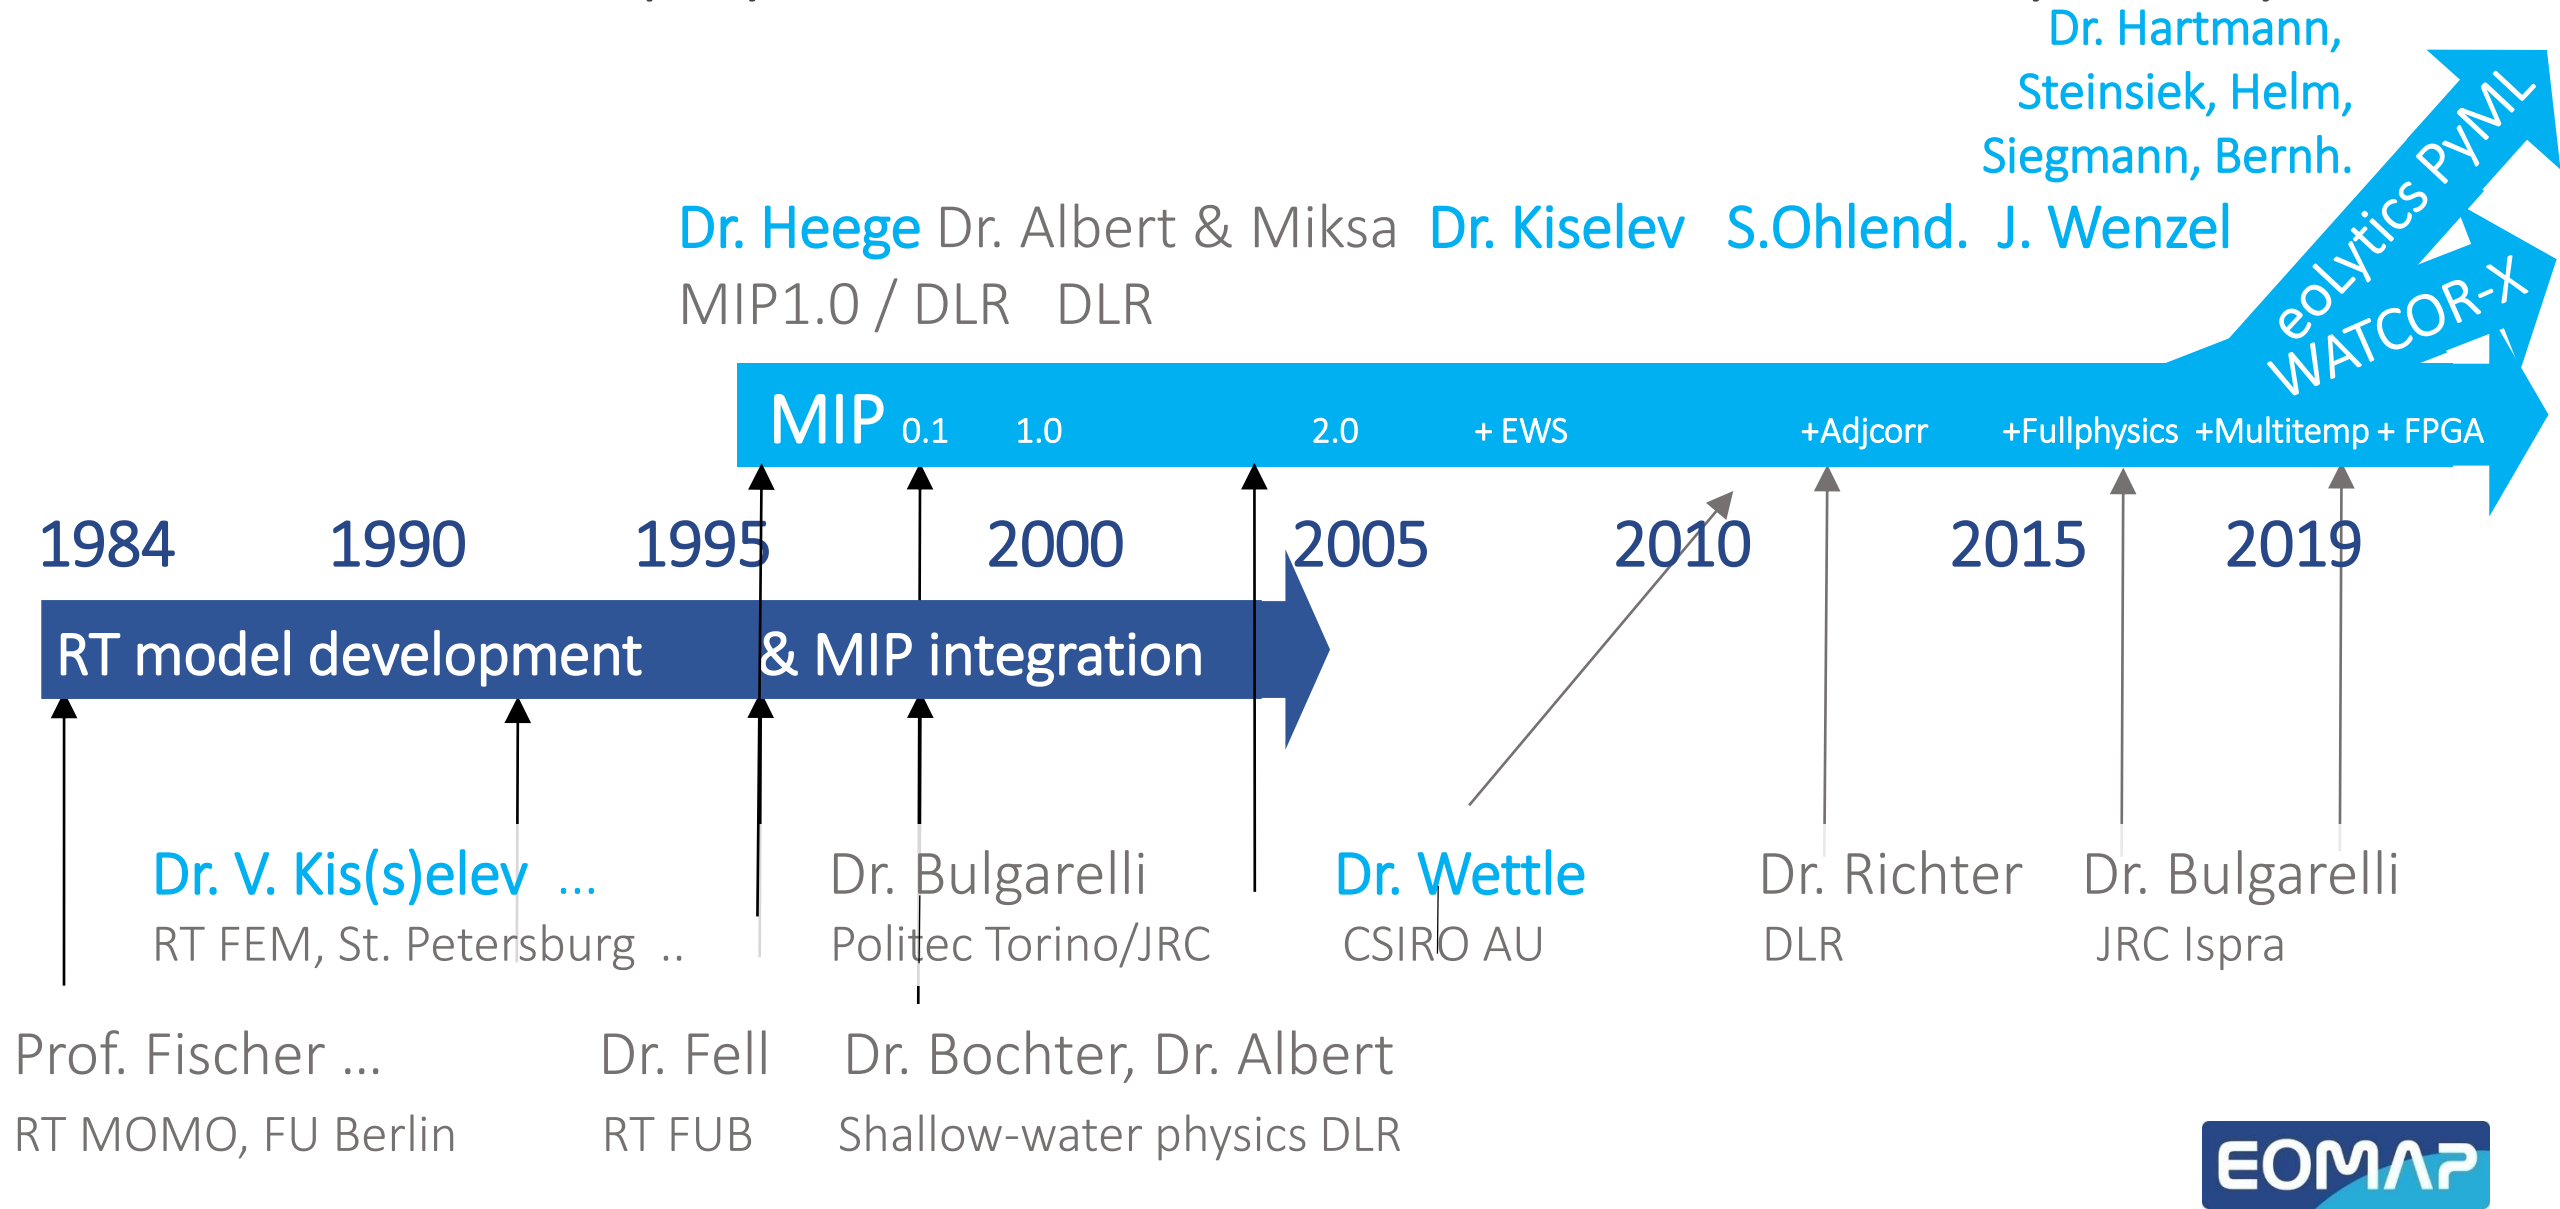 Dr. Hartmann,
Steinsiek, Helm,
Siegmann, Bernh.
eoLytics PyML
WATCOR-X
Dr. Heege Dr. Albert & Miksa Dr. Kiselev S.Ohlend. J. Wenzel
MIP1.0 / DLR DLR
MIP 0.1 1.0 2.0 + EWS +Adjcorr +Fullphysics +Multitemp + FPGA
1984 1990 1995 2000 2005 2010 2015 2019
RT model development & MIP integration
Dr. V. Kis(s)elev ... Dr. Bulgarelli Dr. Wettle Dr. Richter Dr. Bulgarelli
RT FEM, St. Petersburg .. Politec Torino/JRC CSIRO AU DLR JRC Ispra
Prof. Fischer ... Dr. Fell Dr. Bochter, Dr. Albert
RT MOMO, FU Berlin RT FUB Shallow-water physics DLR
EOMAP